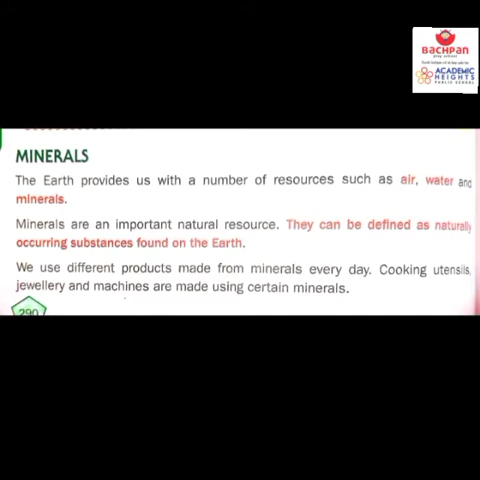 BACHPAN
play school
ACADEMIC
HEIGHTS
PUBLIC SCHOOL
MINERALS
The Earth provides us with a number of resources such as air, water and
minerals.
Minerals are an important natural resource. They can be defined as naturally
occurring substances found on the Earth.
We use different products made from minerals every day. Cooking utensils,
jewellery and machines are made using certain minerals.
290